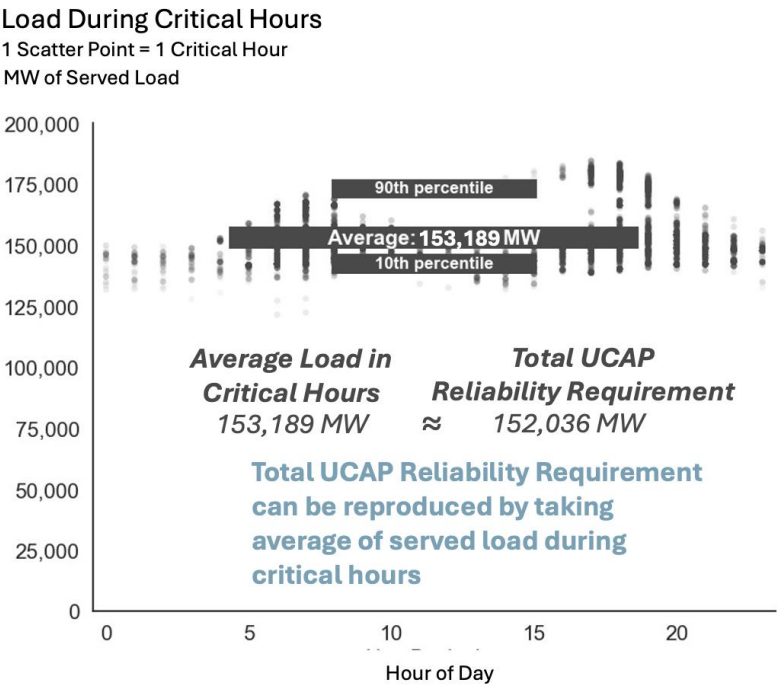 Load During Critical Hours
1 Scatter Point = 1 Critical Hour
MW of Served Load
200,000
175,000
150,000
125,000
100,000
75,000
50,000
25,000
0
90th percentile
Average: 153,189 MW
10th percentile
Average Load in
Critical Hours
153,189 MW
≈
Total UCAP
Reliability Requirement
152,036 MW
Total UCAP Reliability Requirement
can be reproduced by taking
average of served load during
critical hours
0 5 10 15 20
Hour of Day